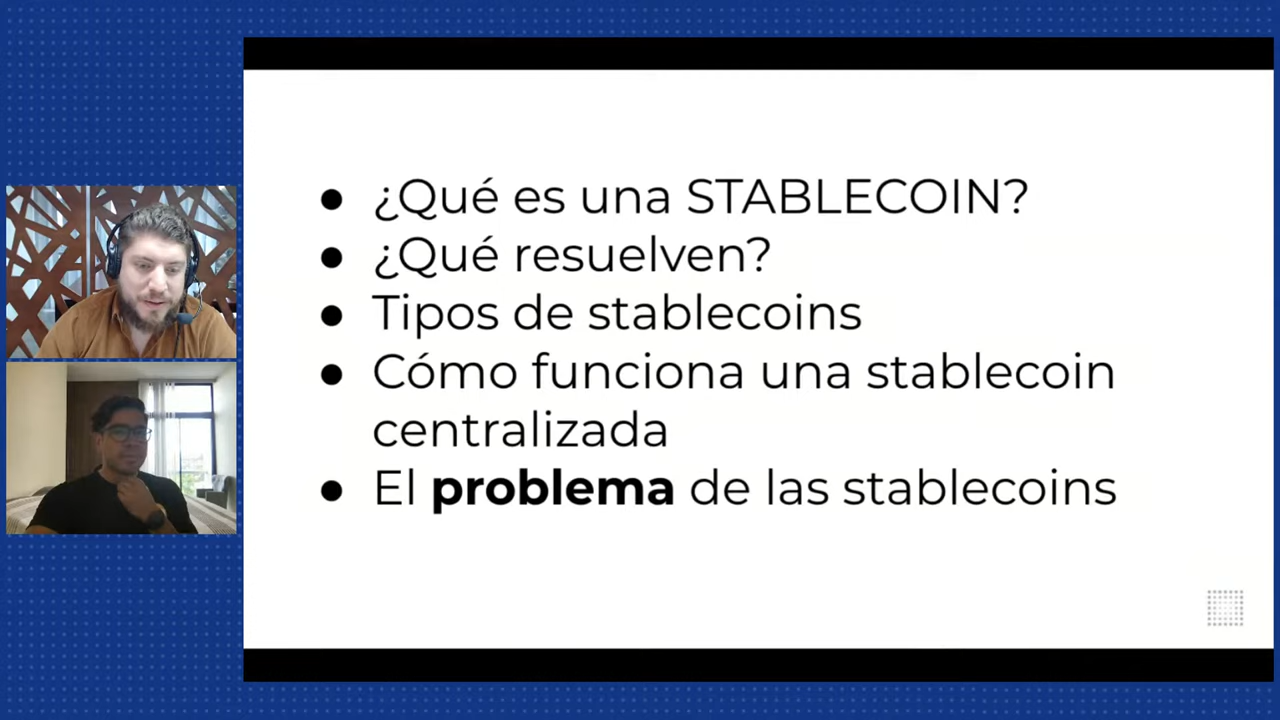 ● ¿Qué es una STABLECOIN?
● ¿Qué resuelven?
● Tipos de stablecoins
● Cómo funciona una stablecoin
centralizada
● El problema de las stablecoins